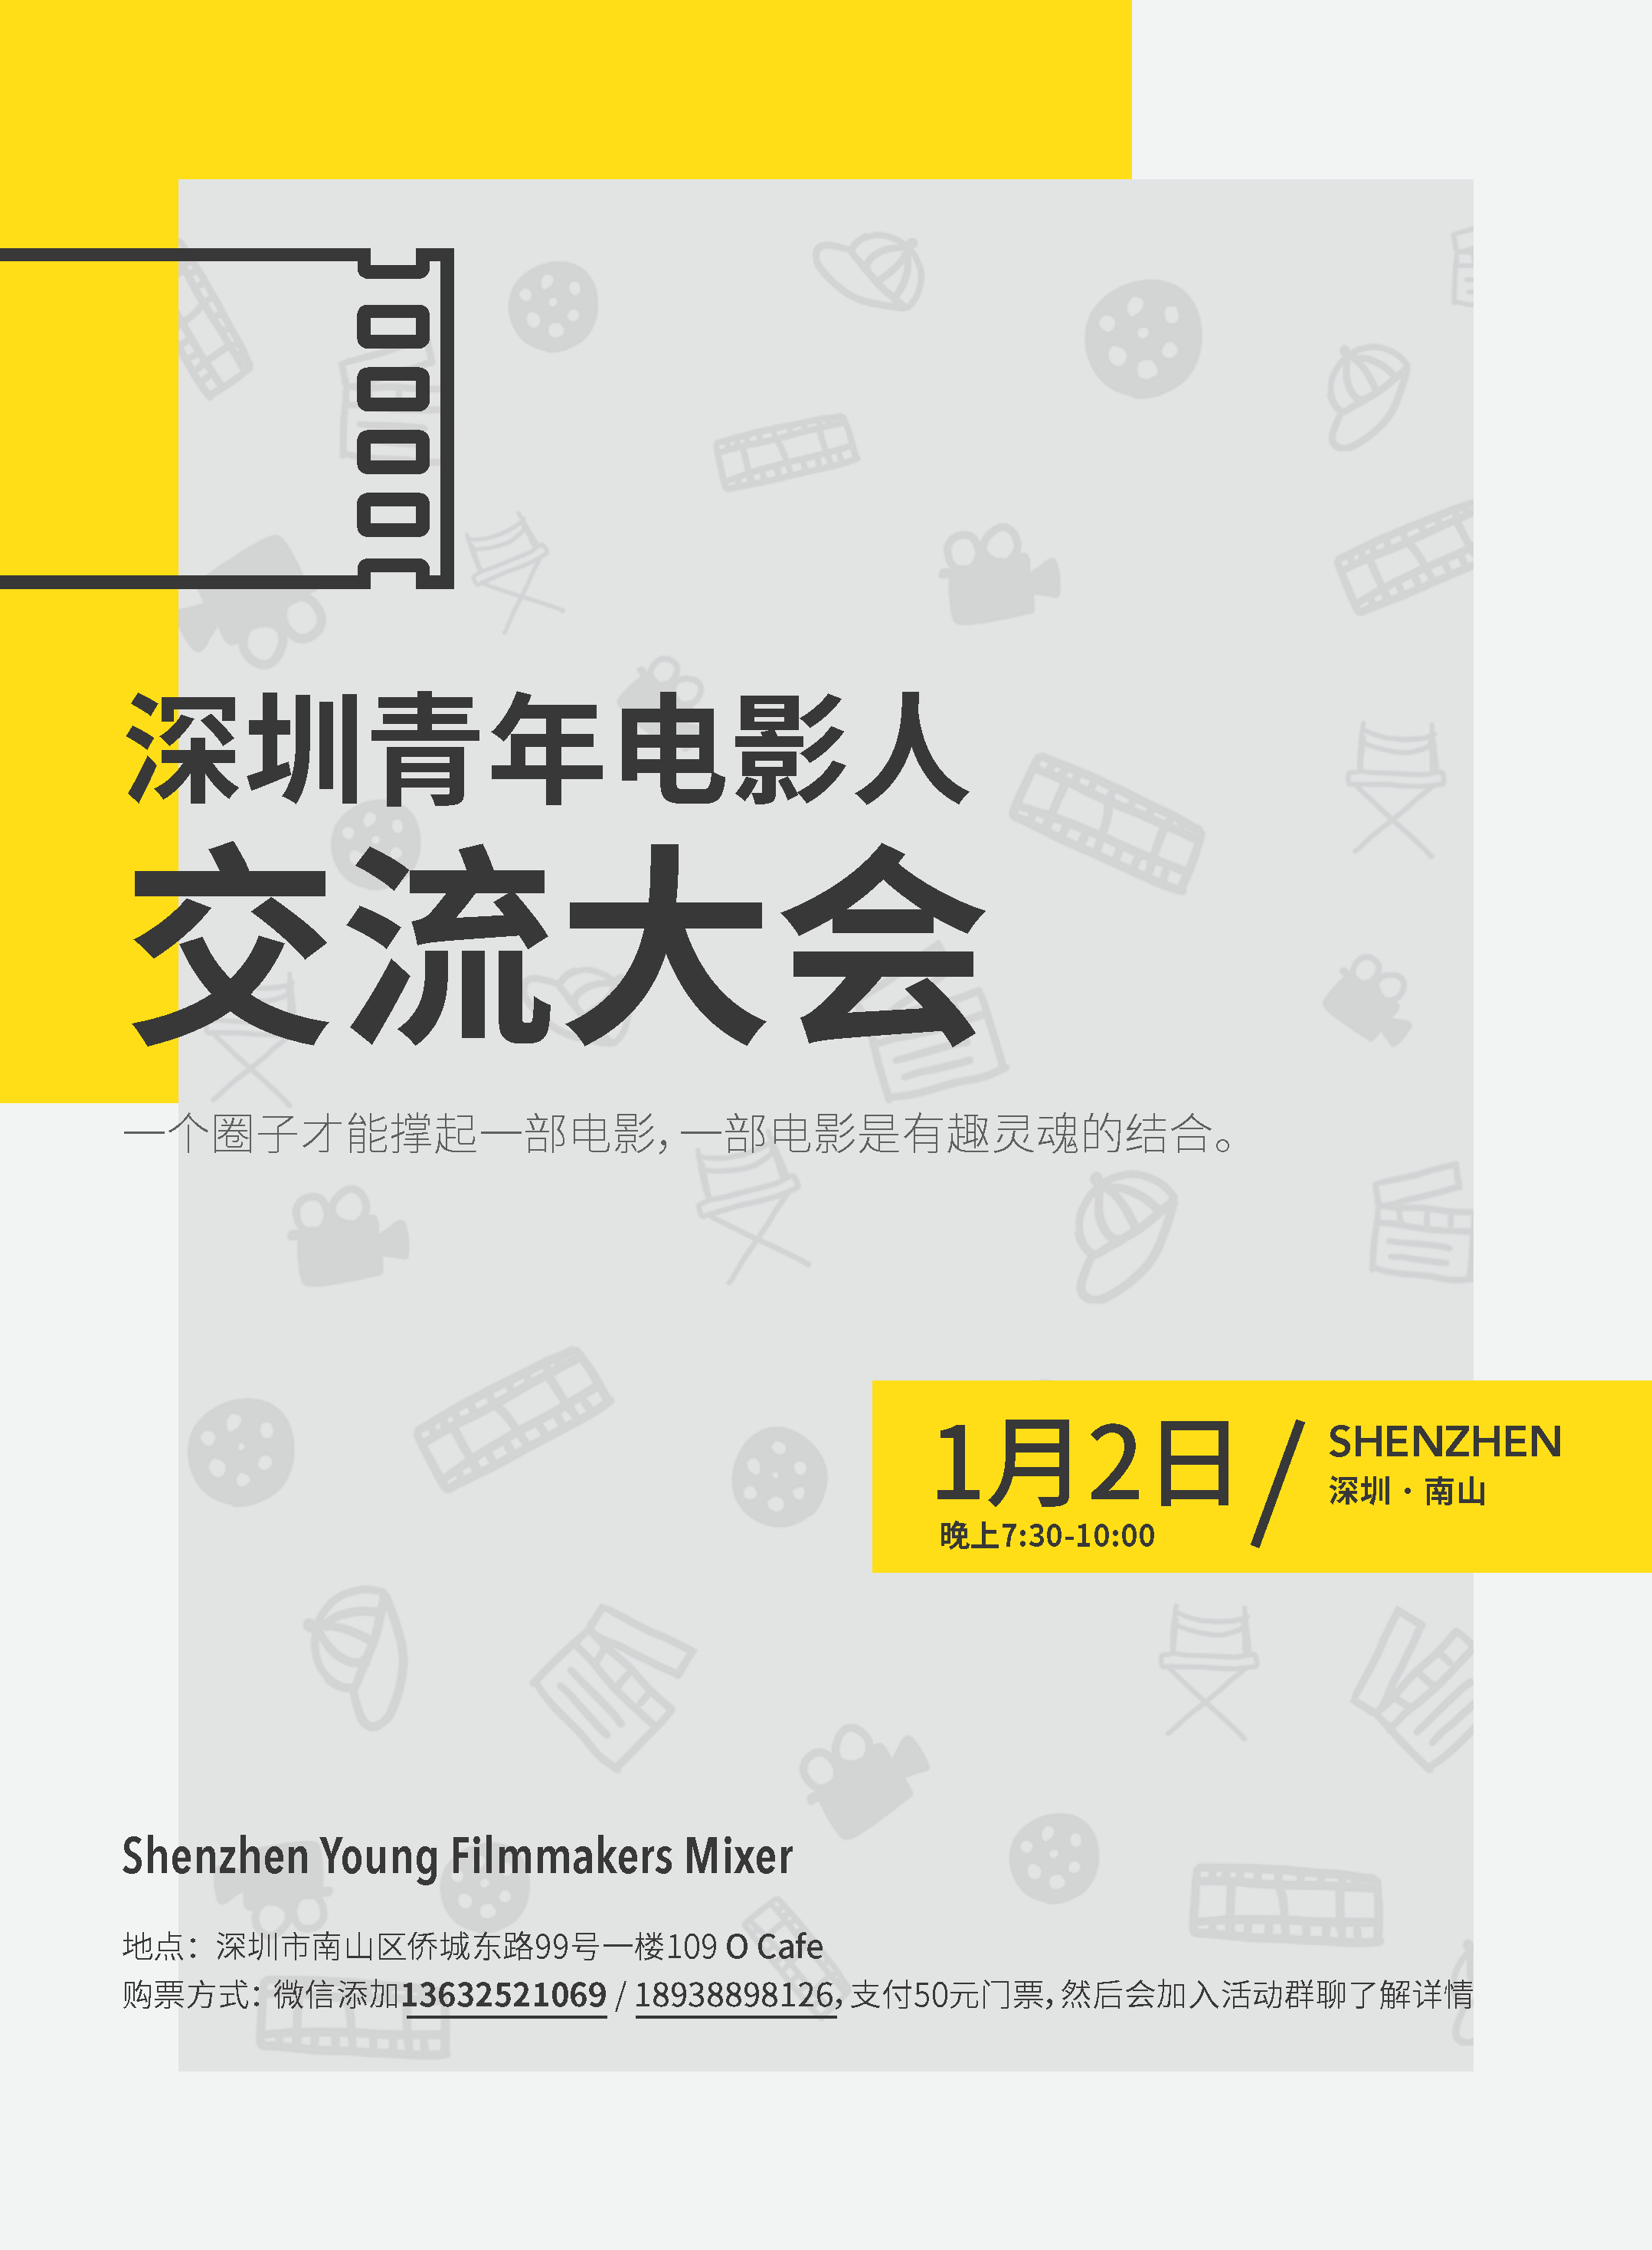 深圳青年电影人
交流大会
一个圈子才能撑起一部电影，一部电影是有趣灵魂的结合。
1月2日
晚上7:30-10:00
SHENZHEN
深圳·南山
Shenzhen Young Filmmakers Mixer
地点：深圳市南山区侨城东路99号一楼109 O Cafe
购票方式：微信添加13632521069 / 18938898126，支付50元门票，然后会加入活动群聊了解详情